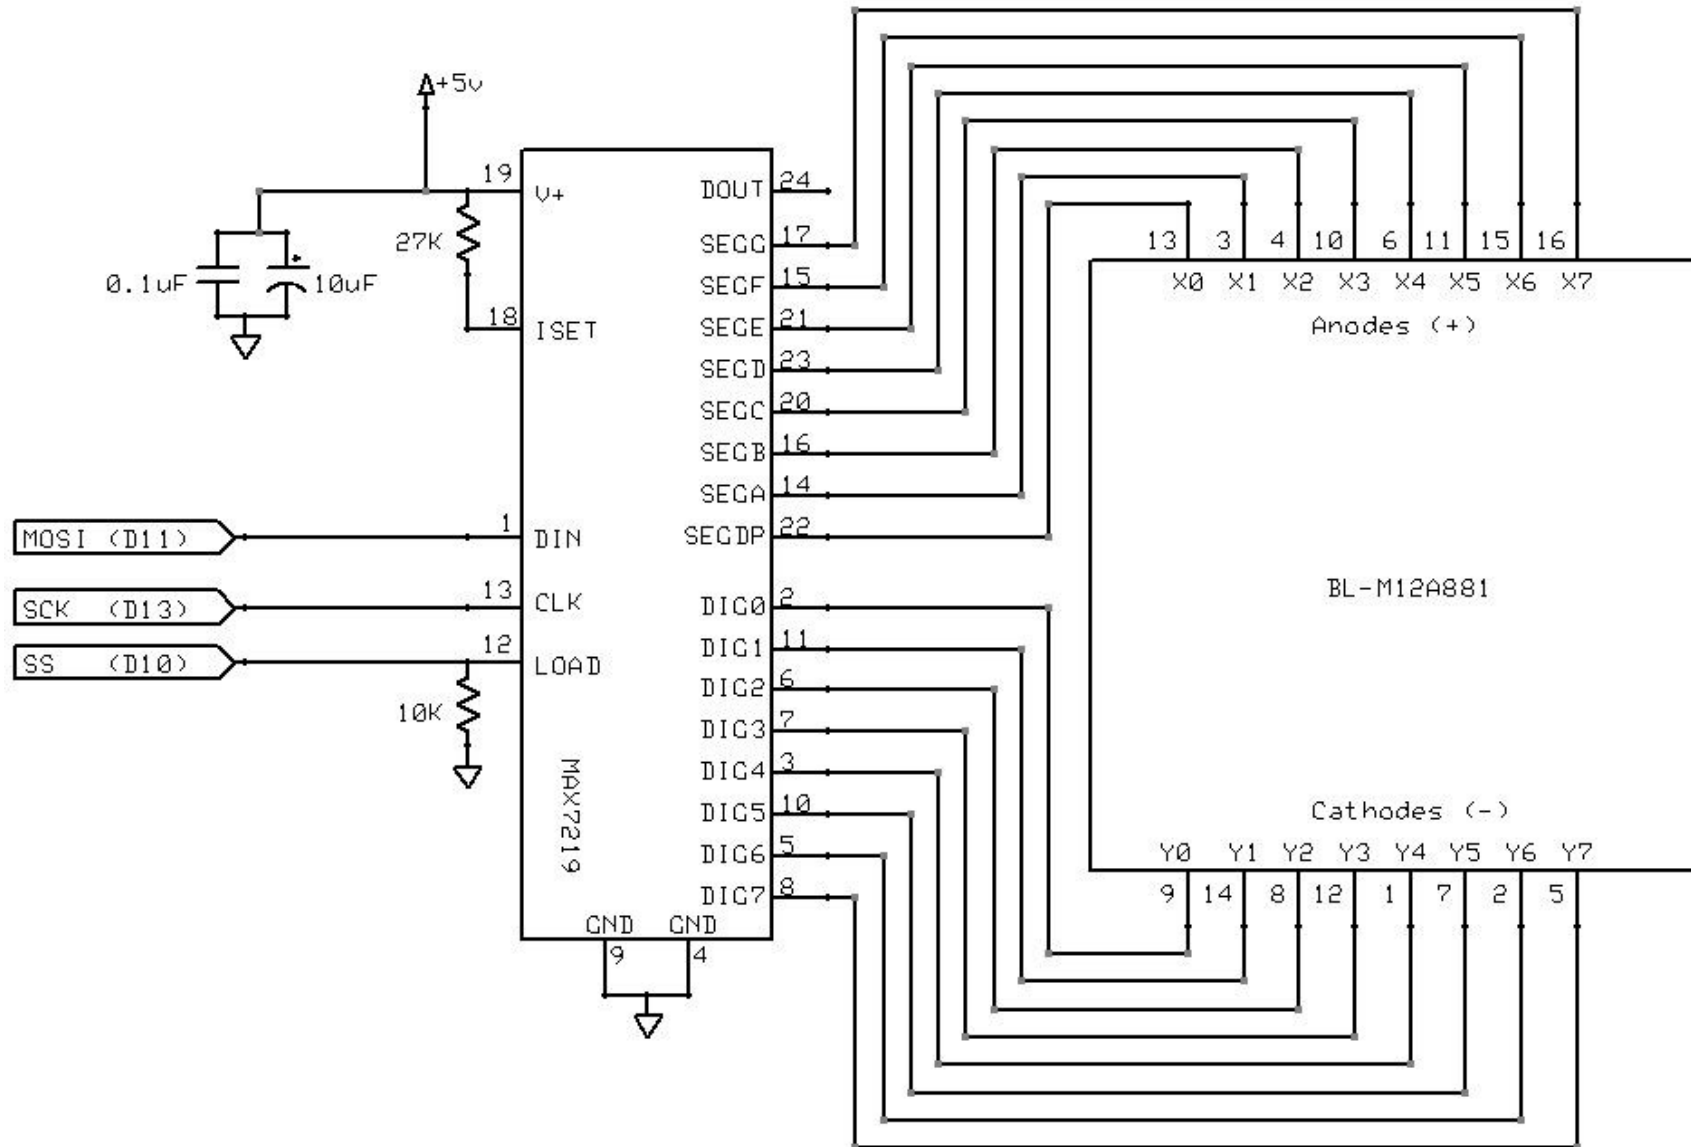 +5v
19 V+ DOUT 24
27K SEGG 17 13 3 4 10 6 11 15 16
0.1uF 10uF SEGF 15 X0 X1 X2 X3 X4 X5 X6 X7
18 ISET SEGE 21 Anodes (+)
SEGD 23
SEGC 20
SEGB 16
SEGA 14
MOSI (D11) 1 DIN SEGDP 22
SCK (D13) 13 CLK DIG0 2 BL-M12A881
SS (D10) 12 LOAD DIG1 11
DIG2 6
10K DIG3 7
MAX7219 DIG4 3
DIG5 10 Cathodes (-)
DIG6 5 Y0 Y1 Y2 Y3 Y4 Y5 Y6 Y7
DIG7 8 9 14 8 12 1 7 2 5
GND GND
9 4